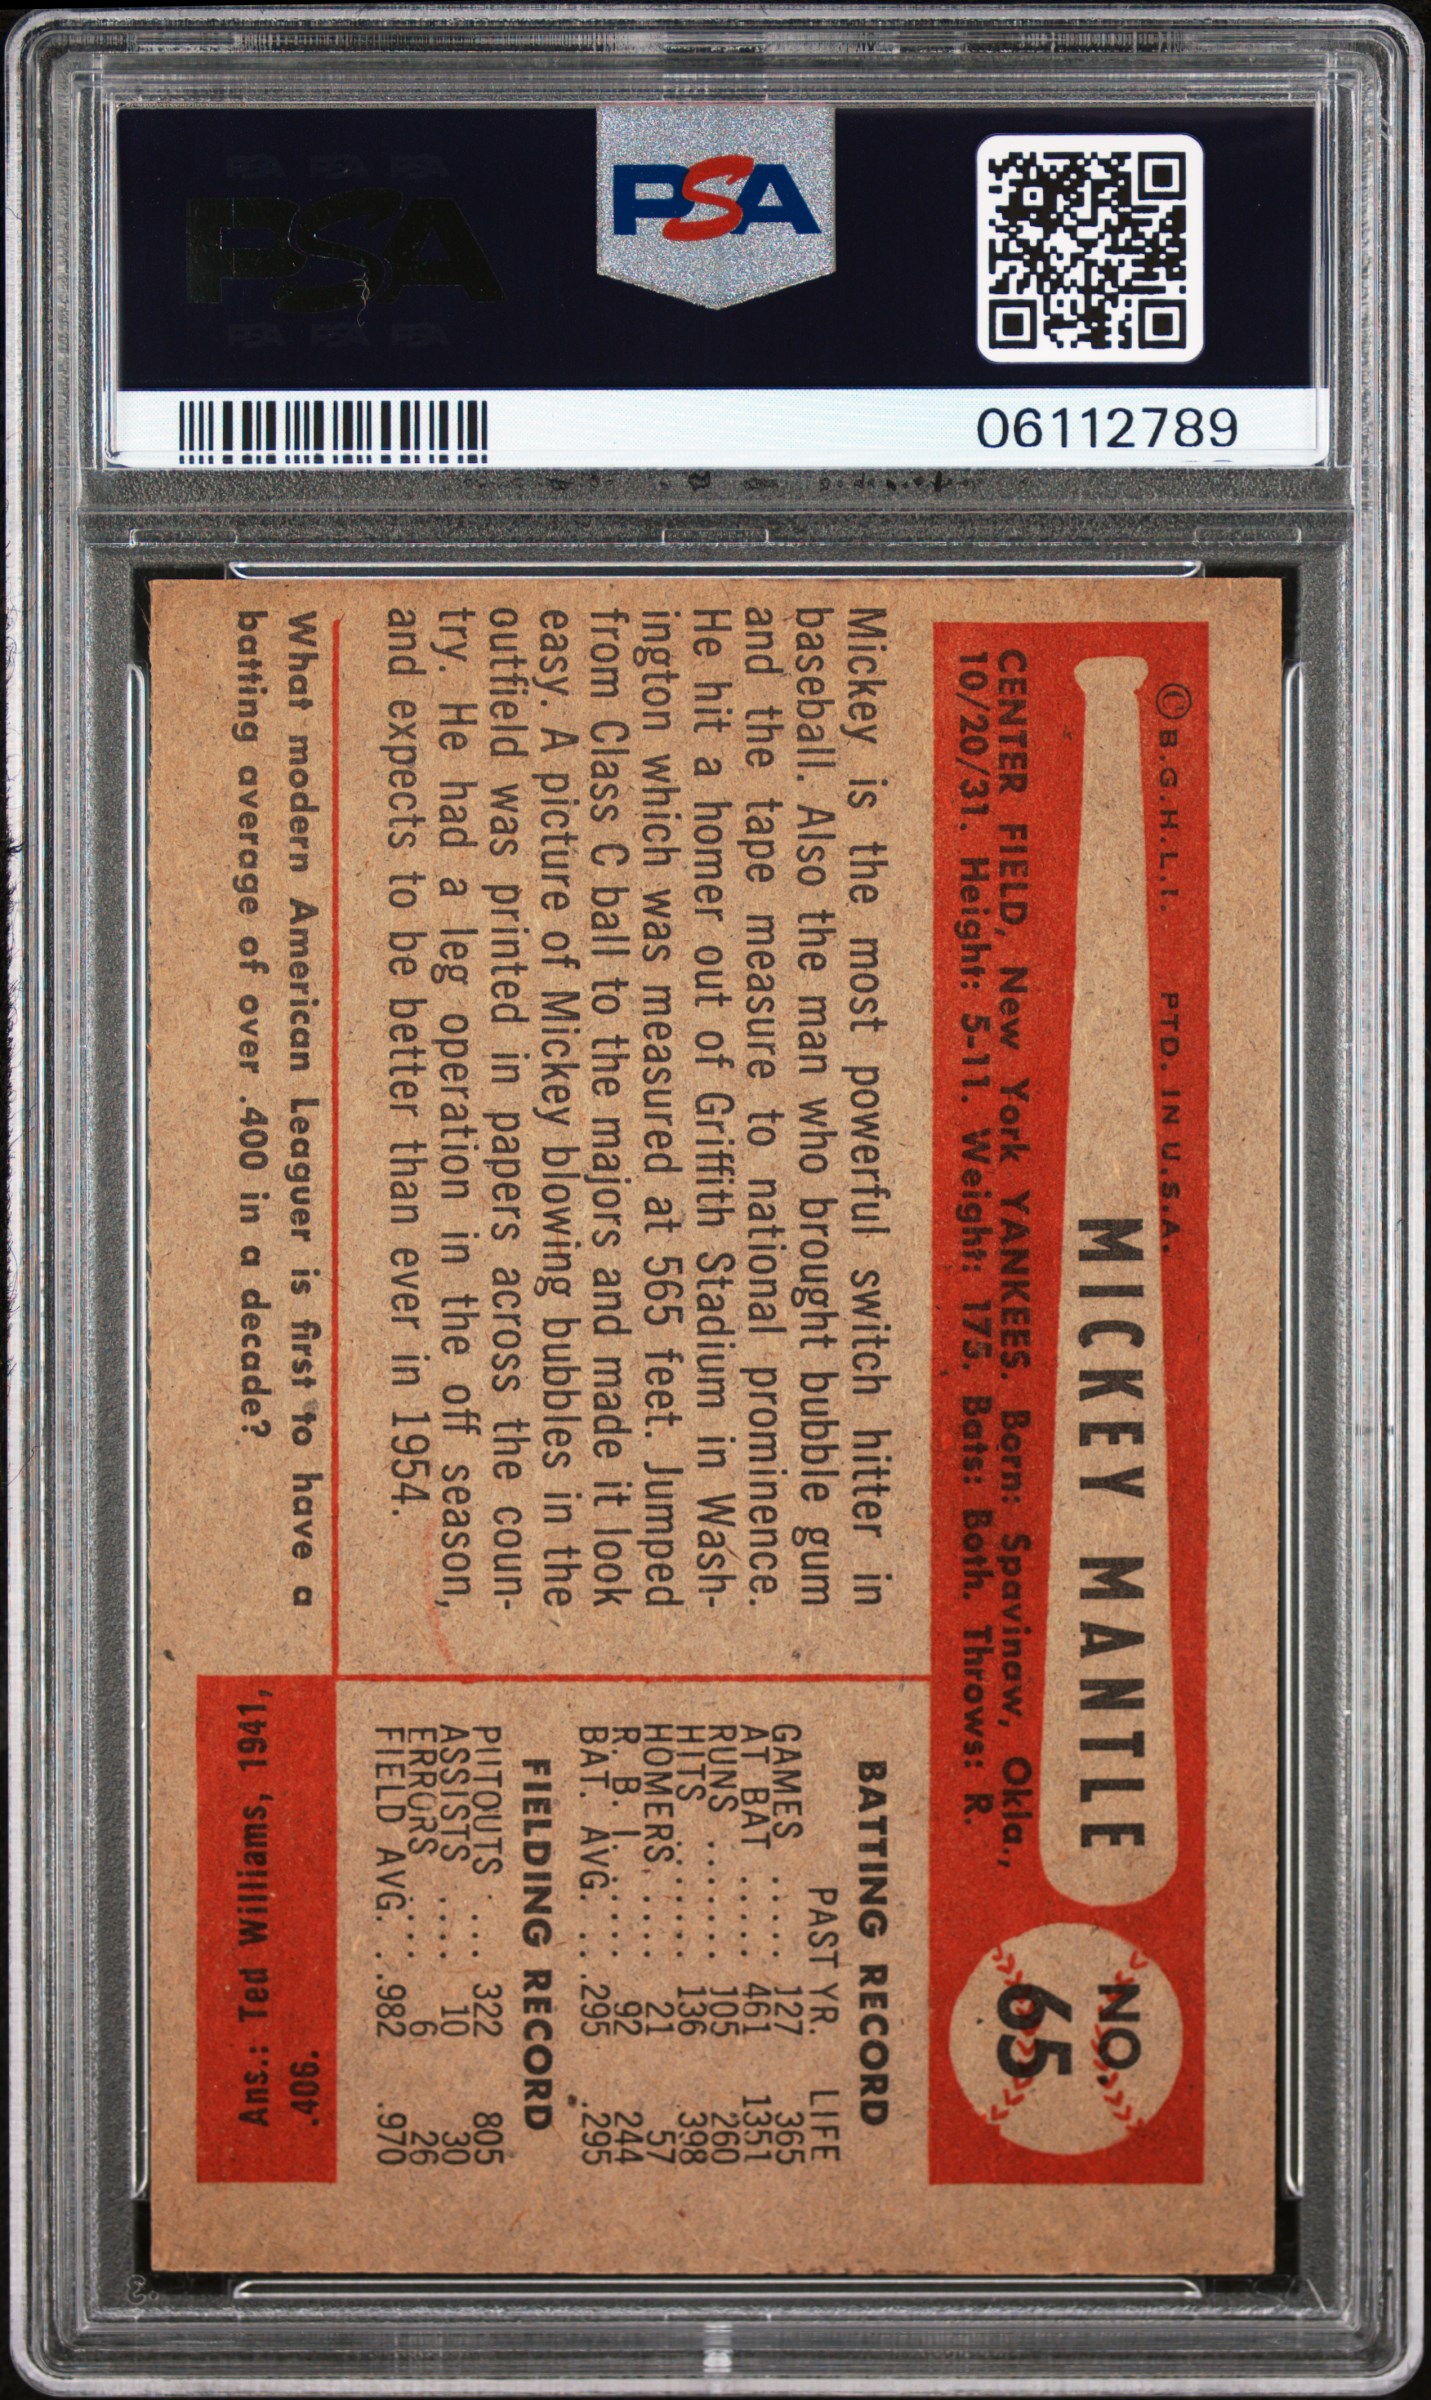 PSA
PSA PSA PSA
PSA
PSA PSA PSA
06112789
© B.G.H.L.I. PTD. IN U.S.A.
MICKEY MANTLE
NO.
65
CENTER FIELD, New York YANKEES. Born: Spavinaw, Okla.,
10/20/31. Height: 5-11. Weight: 175. Bats: Both. Throws: R.
Mickey is the most powerful switch hitter in
baseball. Also the man who brought bubble gum
and the tape measure to national prominence.
He hit a homer out of Griffith Stadium in Wash-
ington which was measured at 565 feet. Jumped
from Class C ball to the majors and made it look
easy. A picture of Mickey blowing bubbles in the
outfield was printed in papers across the coun-
try. He had a leg operation in the off season,
and expects to be better than ever in 1954.
BATTING RECORD
PAST YR. LIFE
GAMES ..... 127 365
AT BAT ..... 461 1351
RUNS ....... 105 260
HITS ....... 136 398
HOMERS ..... 21 57
R. B. I. ..... 92 244
BAT. AVG. .. .295 .295
FIELDING RECORD
PUTOUTS .... 322 805
ASSISTS .... 10 30
ERRORS .... 6 26
FIELD AVG. . .982 .970
What modern American Leaguer is first to have a
batting average of over .400 in a decade?
Ans.: Ted Williams, 1941,
.406.